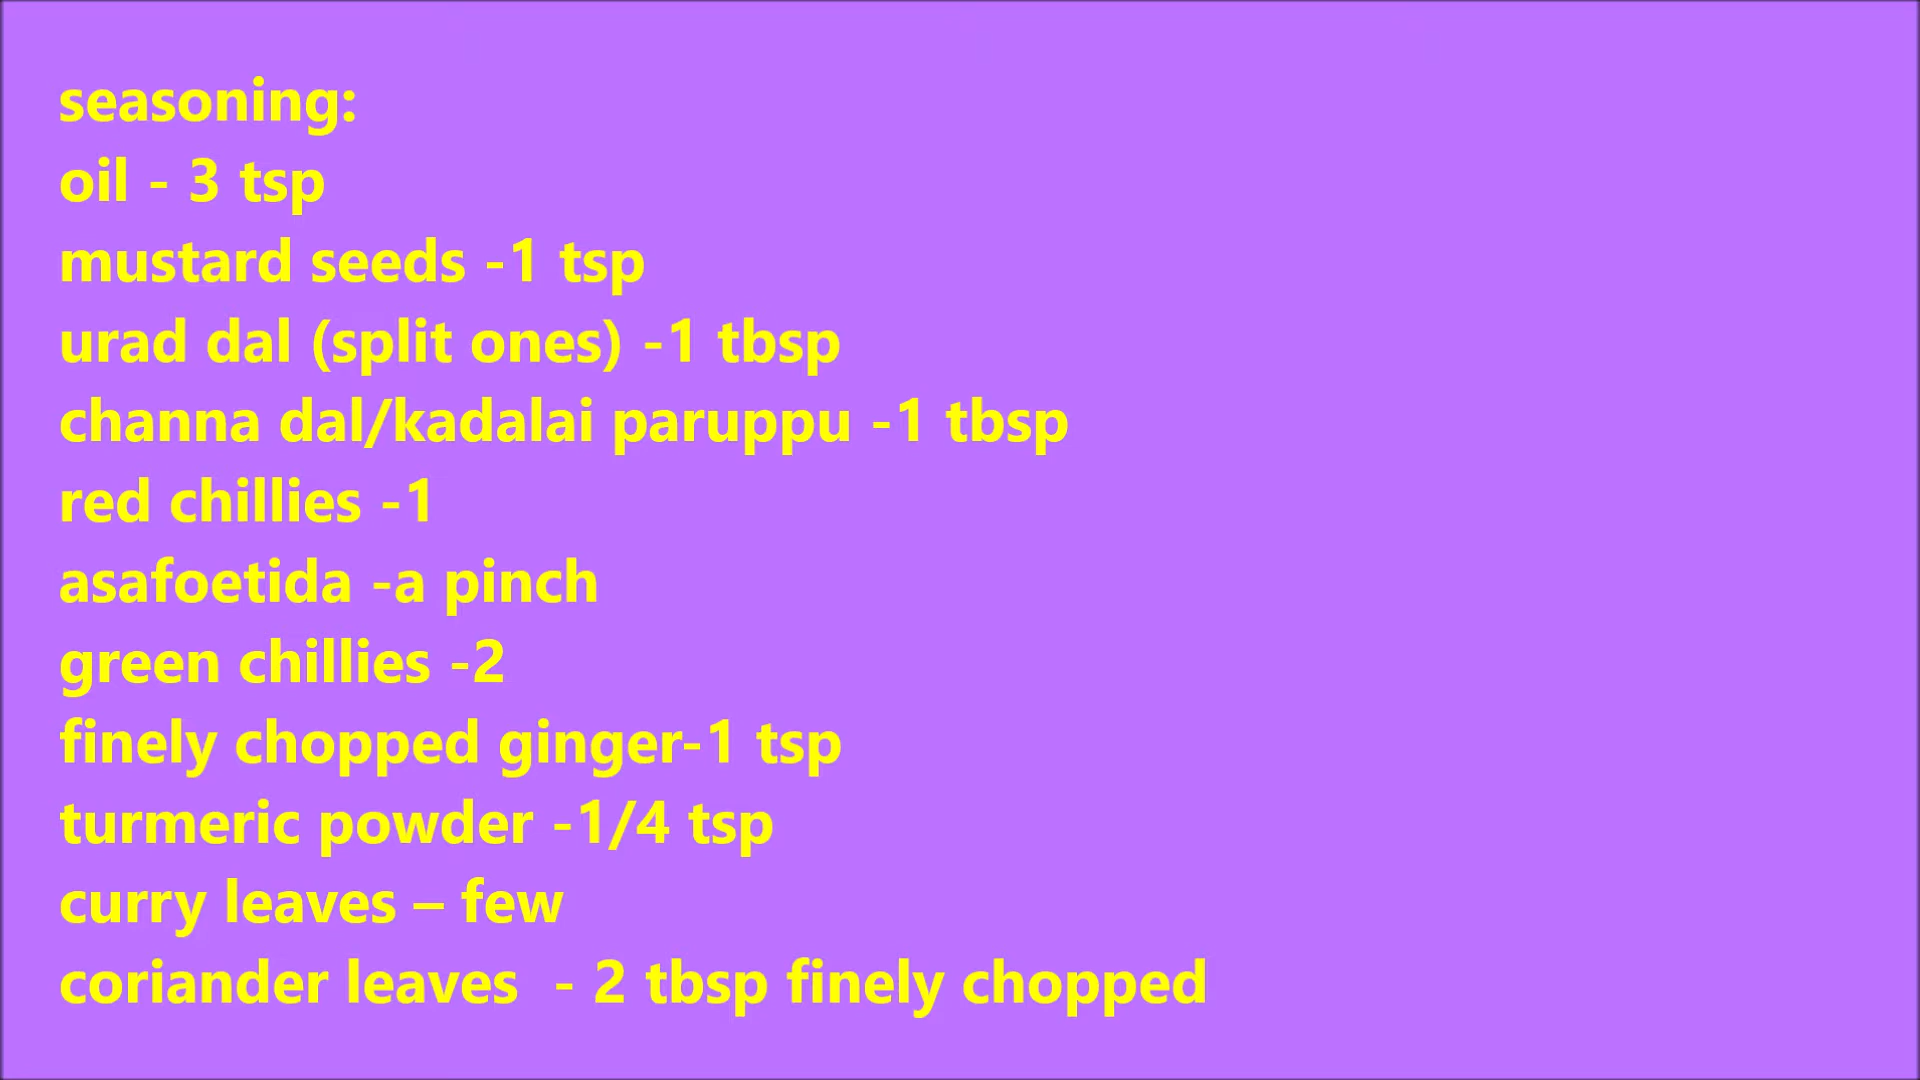 seasoning:
oil - 3 tsp
mustard seeds -1 tsp
urad dal (split ones) -1 tbsp
channa dal/kadalai paruppu -1 tbsp
red chillies -1
asafoetida -a pinch
green chillies -2
finely chopped ginger-1 tsp
turmeric powder -1/4 tsp
curry leaves – few
coriander leaves  - 2 tbsp finely chopped